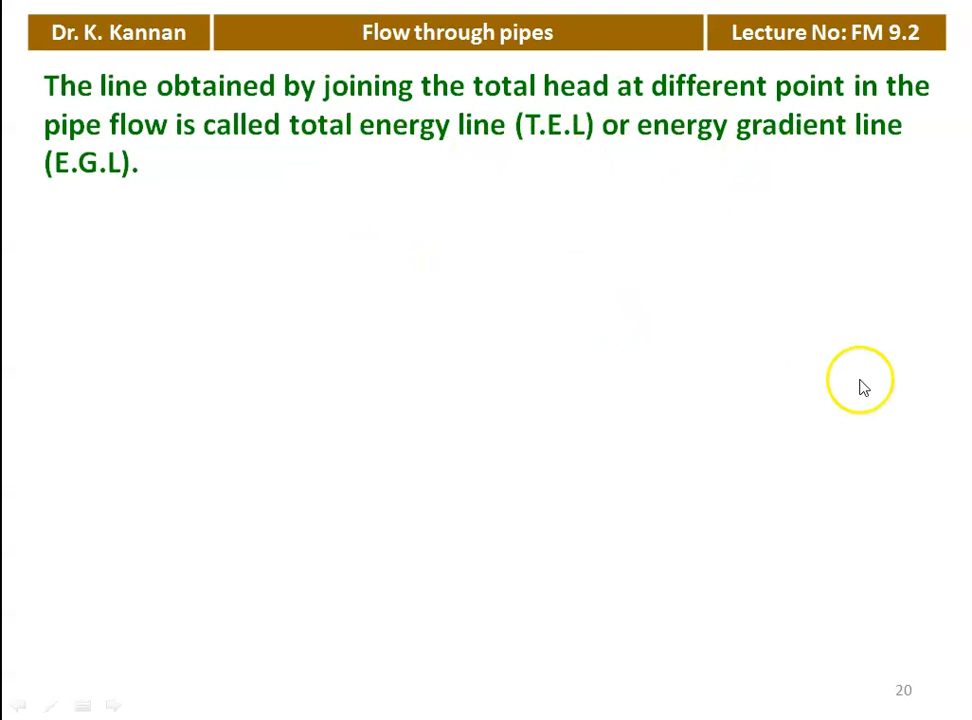 Dr. K. Kannan
Flow through pipes
Lecture No: FM 9.2
The line obtained by joining the total head at different point in the
pipe flow is called total energy line (T.E.L) or energy gradient line
(E.G.L).
20